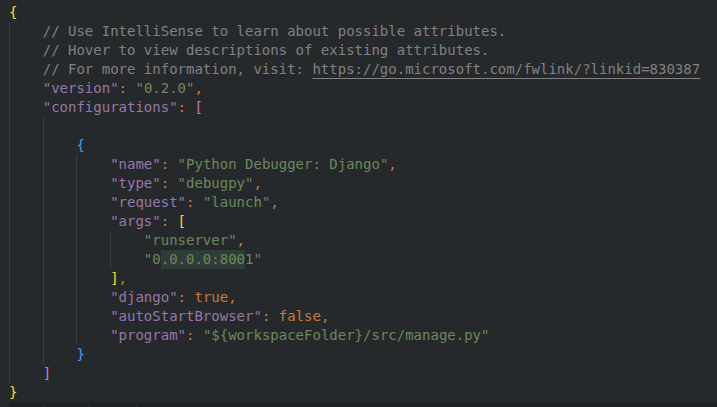 {
    // Use IntelliSense to learn about possible attributes.
    // Hover to view descriptions of existing attributes.
    // For more information, visit: https://go.microsoft.com/fwlink/?linkid=830387
    "version": "0.2.0",
    "configurations": [
        {
            "name": "Python Debugger: Django",
            "type": "debugpy",
            "request": "launch",
            "args": [
                "runserver",
                "0.0.0.0:8001"
            ],
            "django": true,
            "autoStartBrowser": false,
            "program": "${workspaceFolder}/src/manage.py"
        }
    ]
}